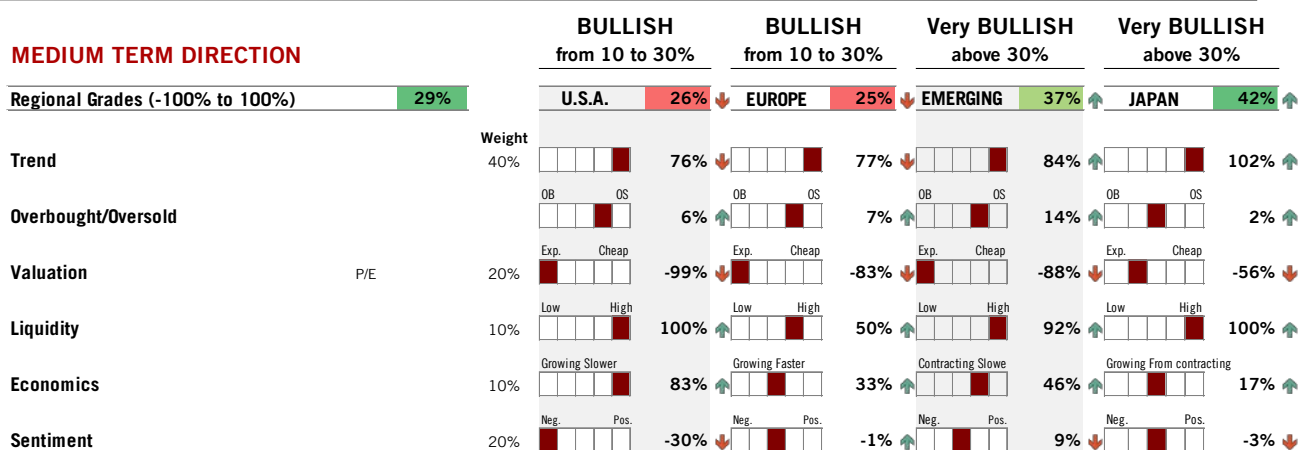 BULLISH BULLISH Very BULLISH Very BULLISH
MEDIUM TERM DIRECTION from 10 to 30% from 10 to 30% above 30% above 30%
Regional Grades (-100% to 100%) 29% U.S.A. 26% EUROPE 25% EMERGING 37% JAPAN 42%
Weight
Trend 40% 76% 77% 84% 102%
OB OS OB OS OB OS OB OS
Overbought/Oversold 6% 7% 14% 2%
Exp. Cheap Exp. Cheap Exp. Cheap Exp. Cheap
Valuation P/E 20% -99% -83% -88% -56%
Low High Low High Low High Low High
Liquidity 10% 100% 50% 92% 100%
Growing Slower Growing Faster Contracting Slowe Growing From contracting
Economics 10% 83% 33% 46% 17%
Neg. Pos. Neg. Pos. Neg. Pos. Neg. Pos.
Sentiment 20% -30% -1% 9% -3%